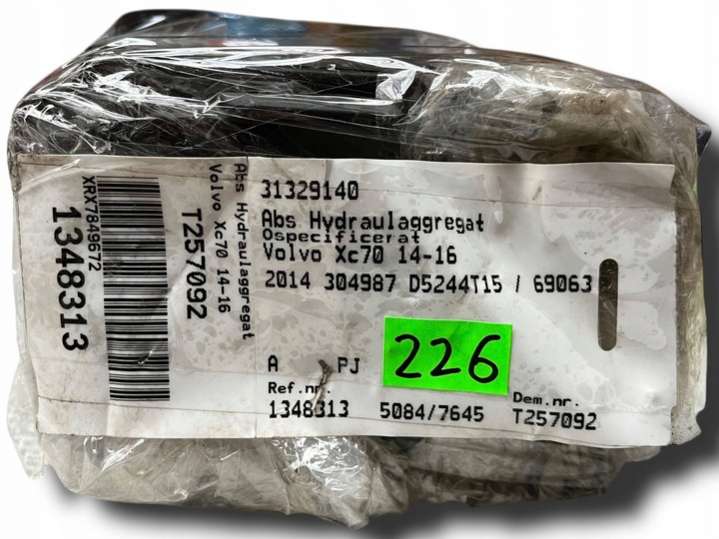 XRX7849672
1348313
T257092
Abs Hydraulaggregat
Volvo Xc70 14-16
31329140
Abs Hydraulaggregat
Ospecificerat
Volvo Xc70 14-16
2014 304987 D5244T15 / 69063
226
A PJ
Ref.nr. Dem.nr.
1348313 5084/7645 T257092